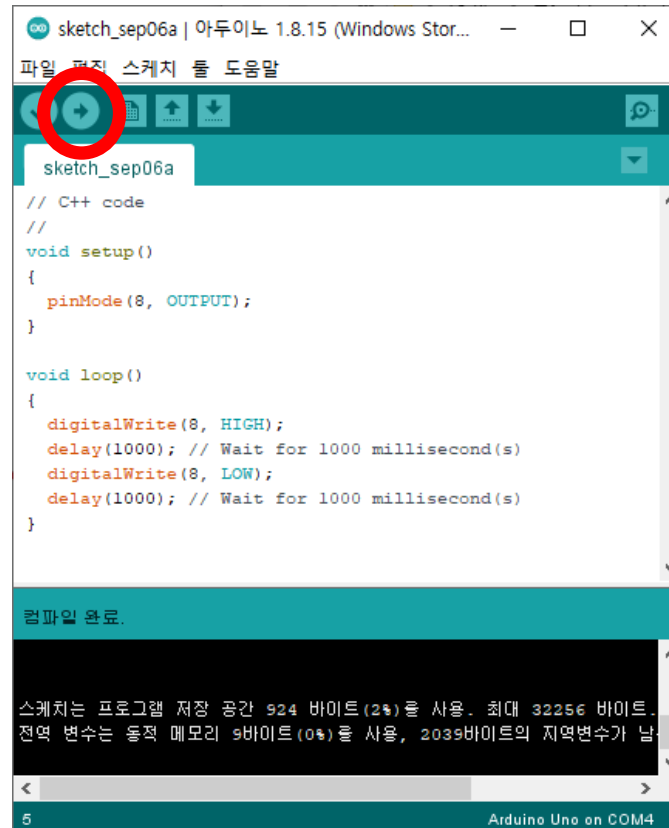 sketch_sep06a | 아두이노 1.8.15 (Windows Stor...
파일 편집 스케치 툴 도움말
sketch_sep06a
// C++ code
//
void setup()
{
  pinMode(8, OUTPUT);
}
void loop()
{
  digitalWrite(8, HIGH);
  delay(1000); // Wait for 1000 millisecond(s)
  digitalWrite(8, LOW);
  delay(1000); // Wait for 1000 millisecond(s)
}
컴파일 완료.
스케치는 프로그램 저장 공간 924 바이트(2%)을 사용. 최대 32256 바이트.
전역 변수는 동적 메모리 9바이트(0%)을 사용, 2039바이트의 지역변수가
5 Arduino Uno on COM4